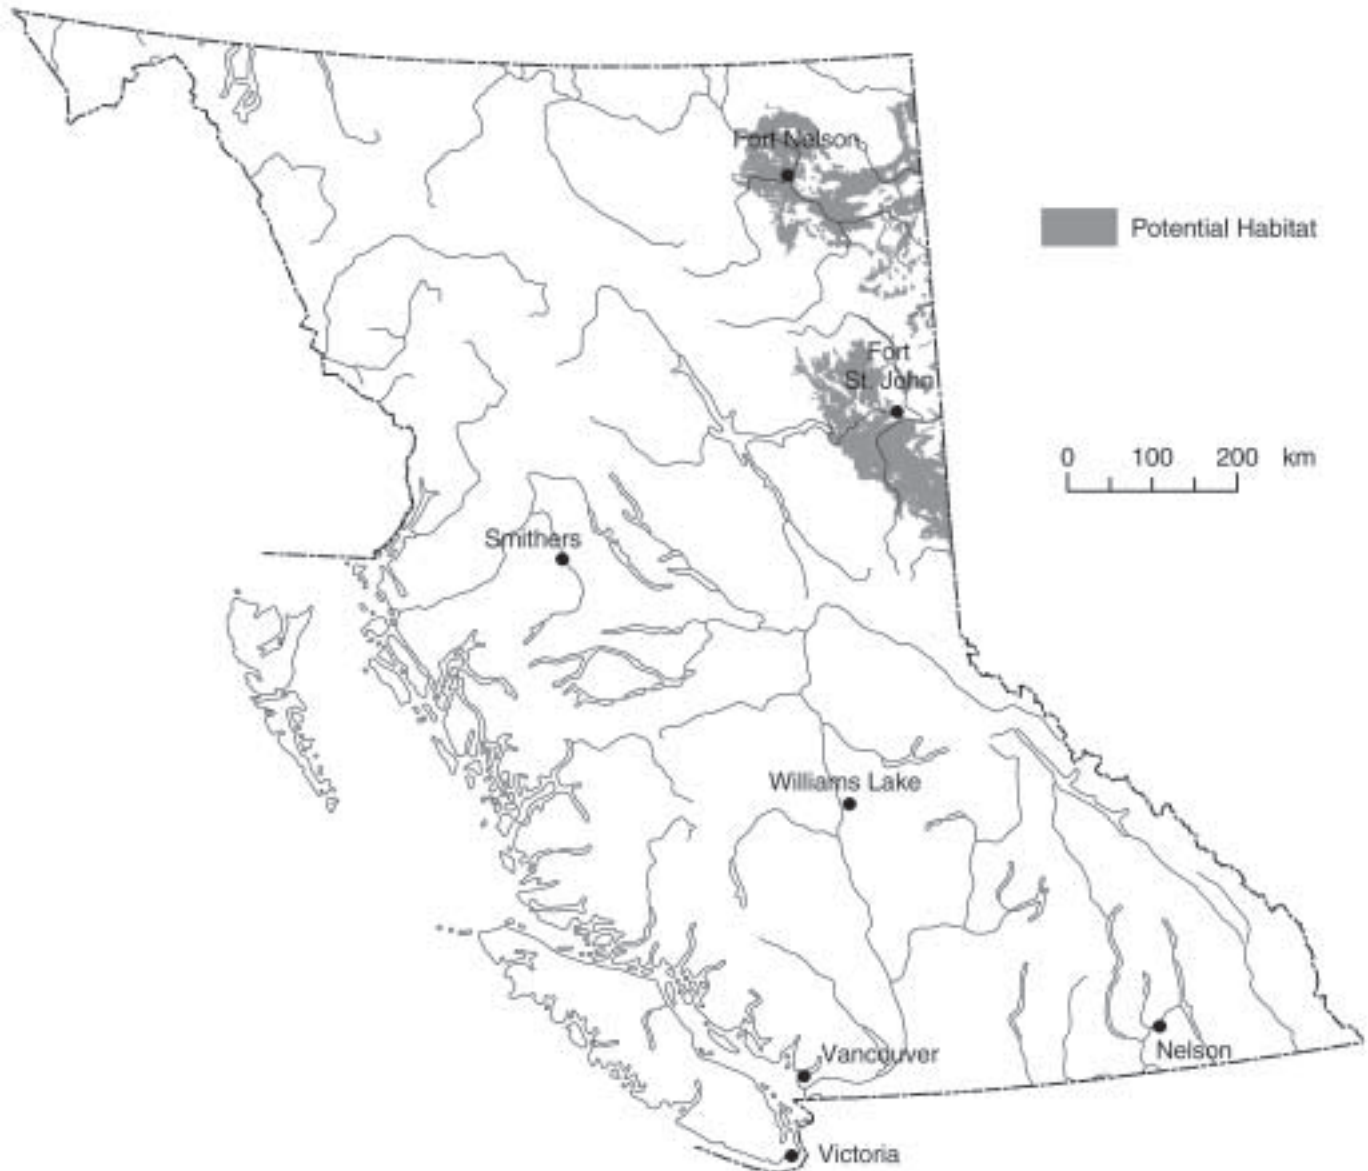 Fort Nelson
Potential Habitat
Fort
St. John
0 100 200 km
Smithers
Williams Lake
Vancouver
Nelson
Victoria